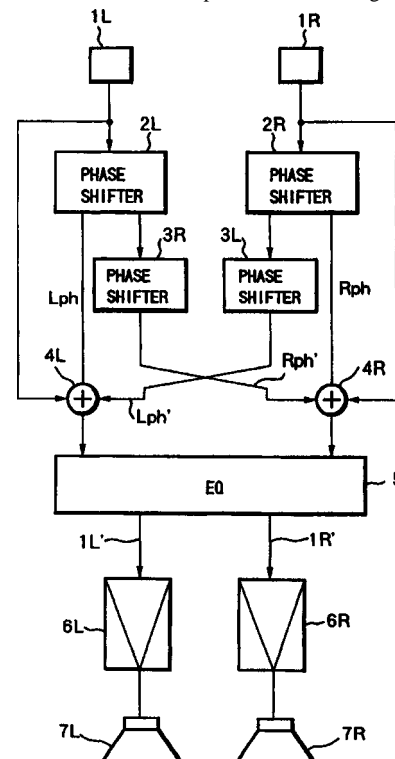 1L 1R
2L 2R
PHASE SHIFTER PHASE SHIFTER
3R 3L
PHASE SHIFTER PHASE SHIFTER
Lph Rph
4L Rph' 4R
Lph'
EQ
1L' 1R'
6L 6R
7L 7R